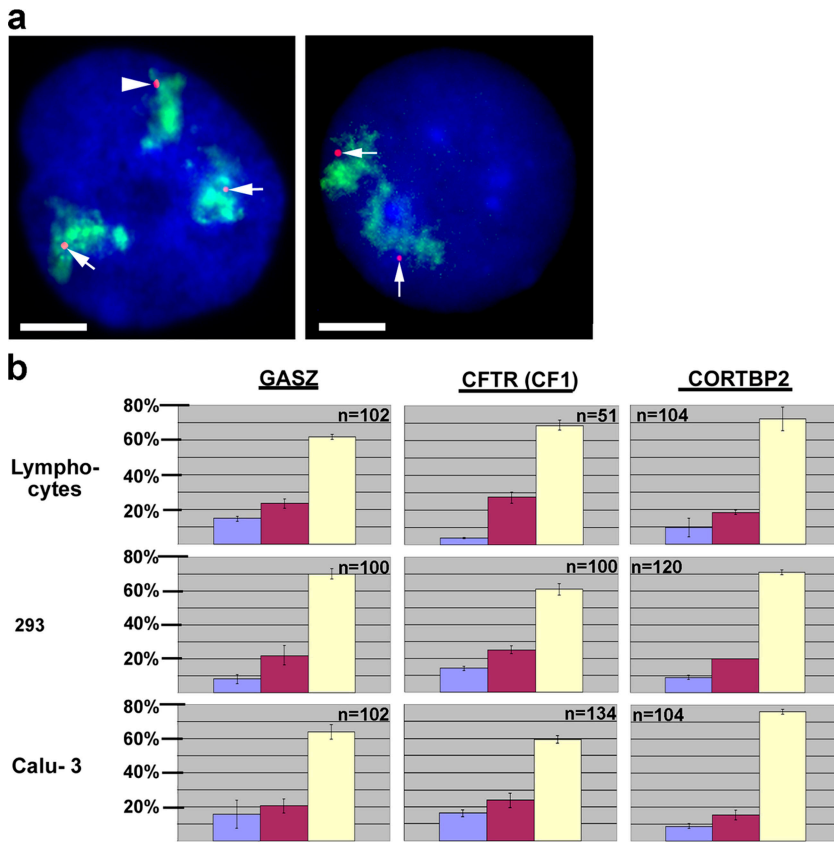 a
b
GASZ CFTR (CF1) CORTBP2
80% n=102 n=51 n=104
60%
Lympho-
cytes
40%
20%
80% n=100 n=100 n=120
60%
293
40%
20%
80% n=102 n=134 n=104
60%
Calu- 3
40%
20%